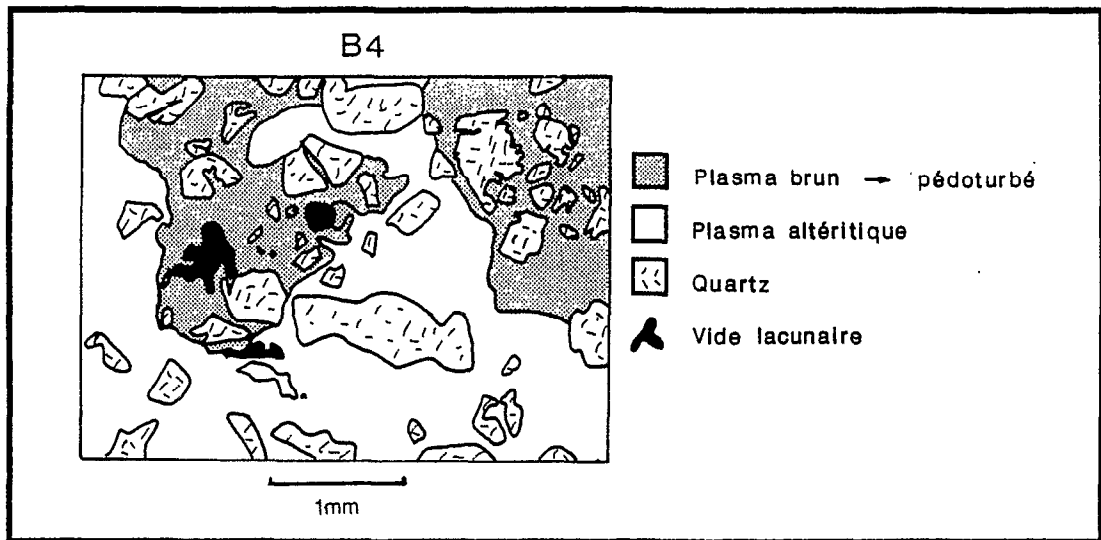 B4
Plasma brun → pédoturbé
Plasma altéritique
Quartz
Vide lacunaire
1mm